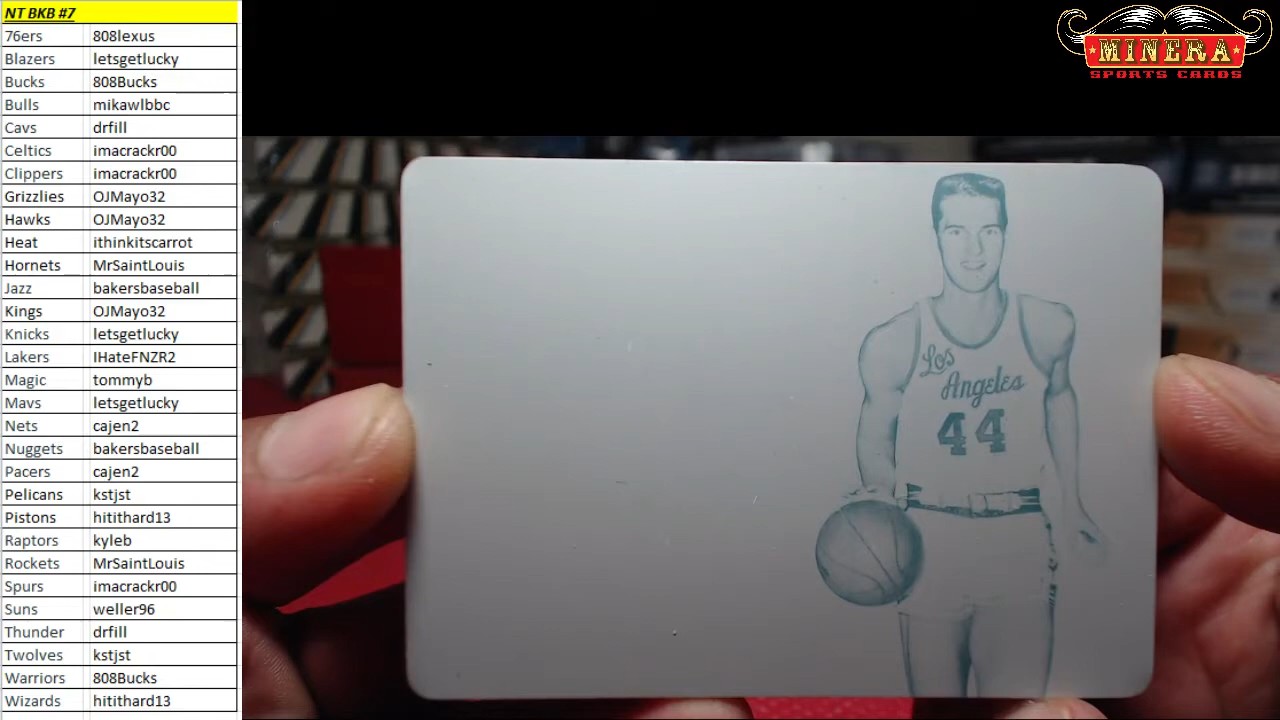 NT BKB #7
76ers 808lexus
Blazers letsgetlucky
Bucks 808Bucks
Bulls mikawlbbc
Cavs drfill
Celtics imacrackr00
Clippers imacrackr00
Grizzlies OJMayo32
Hawks OJMayo32
Heat ithinkitscarrot
Hornets MrSaintLouis
Jazz bakersbaseball
Kings OJMayo32
Knicks letsgetlucky
Lakers IHateFNZR2
Magic tommyb
Mavs letsgetlucky
Nets cajen2
Nuggets bakersbaseball
Pacers cajen2
Pelicans kstjst
Pistons hitithard13
Raptors kyleb
Rockets MrSaintLouis
Spurs imacrackr00
Suns weller96
Thunder drfill
Twolves kstjst
Warriors 808Bucks
Wizards hitithard13
MINERA
SPORTS CARDS
Los
Angeles
44